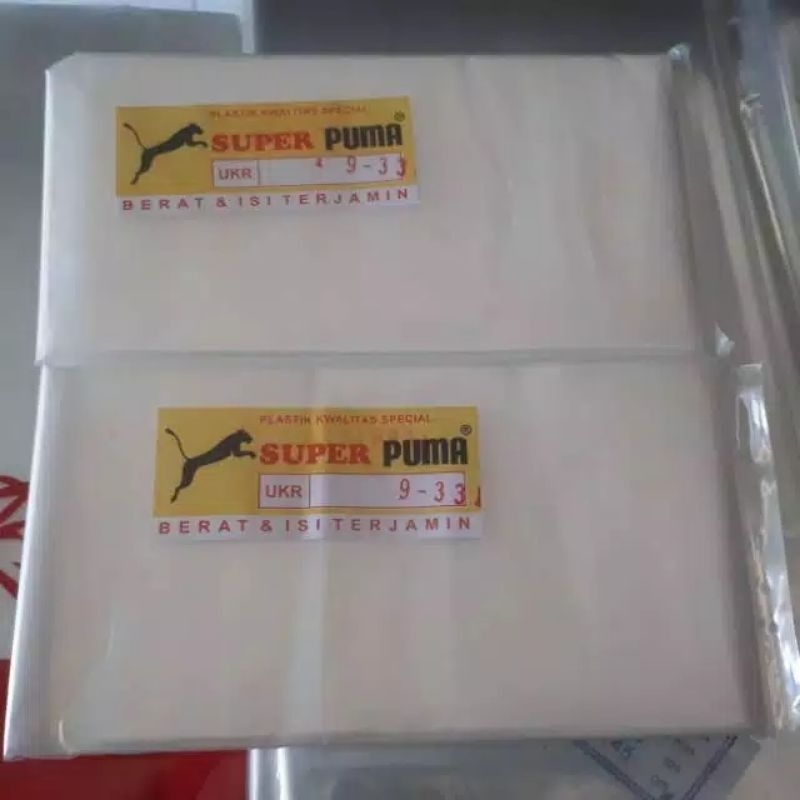 PLASTIK KWALITAS SPECIAL
SUPER PUMA ®
UKR 9-33
BERAT & ISI TERJAMIN
PLASTIK KWALITAS SPECIAL
SUPER PUMA ®
UKR 9-33
BERAT & ISI TERJAMIN